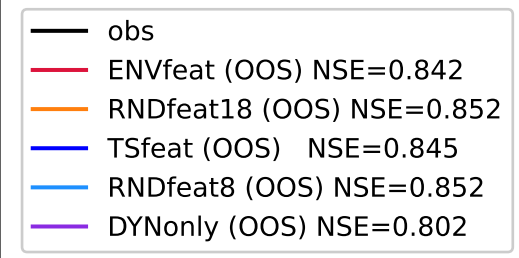 obs
ENVfeat (OOS) NSE=0.842
RNDfeat18 (OOS) NSE=0.852
TSfeat (OOS)   NSE=0.845
RNDfeat8 (OOS) NSE=0.852
DYNonly (OOS) NSE=0.802